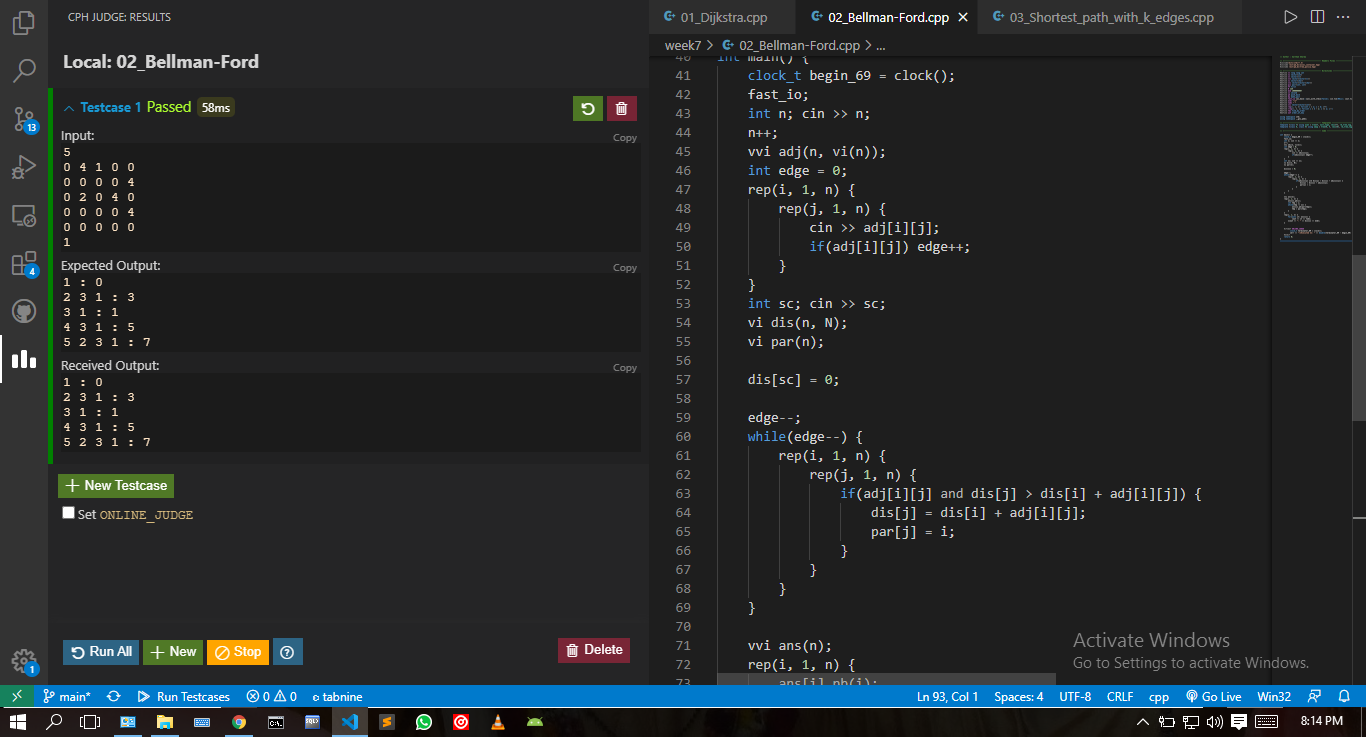 CPH JUDGE: RESULTS
Local: 02_Bellman-Ford
Testcase 1 Passed 58ms
Input:
Copy
5
0 4 1 0 0
0 0 0 0 4
0 2 0 4 0
0 0 0 0 4
0 0 0 0 0
1
Expected Output:
Copy
1 : 0
2 3 1 : 3
3 1 : 1
4 3 1 : 5
5 2 3 1 : 7
Received Output:
Copy
1 : 0
2 3 1 : 3
3 1 : 1
4 3 1 : 5
5 2 3 1 : 7
+ New Testcase
Set ONLINE_JUDGE
Run All
+ New
Stop
Delete
13
4
1
01_Dijkstra.cpp
02_Bellman-Ford.cpp
03_Shortest_path_with_k_edges.cpp
week7 > 02_Bellman-Ford.cpp > ...
40 int main() {
41 clock_t begin_69 = clock();
42 fast_io;
43 int n; cin >> n;
44 n++;
45 vvi adj(n, vi(n));
46 int edge = 0;
47 rep(i, 1, n) {
48 rep(j, 1, n) {
49 cin >> adj[i][j];
50 if(adj[i][j]) edge++;
51 }
52 }
53 int sc; cin >> sc;
54 vi dis(n, N);
55 vi par(n);
56
57 dis[sc] = 0;
58
59 edge--;
60 while(edge--) {
61 rep(i, 1, n) {
62 rep(j, 1, n) {
63 if(adj[i][j] and dis[j] > dis[i] + adj[i][j]) {
64 dis[j] = dis[i] + adj[i][j];
65 par[j] = i;
66 }
67 }
68 }
69 }
70
71 vvi ans(n);
72 rep(i, 1, n) {
73 ans[i].pb(i);
Activate Windows
Go to Settings to activate Windows.
main*
Run Testcases
0
0
tabnine
Ln 93, Col 1
Spaces: 4
UTF-8
CRLF
cpp
Go Live
Win32
8:14 PM